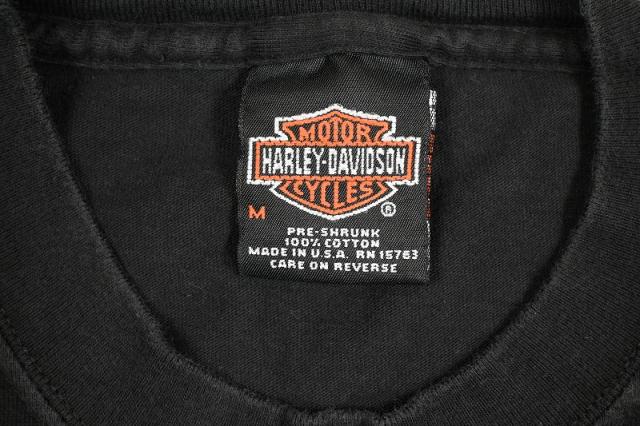 MOTOR
HARLEY-DAVIDSON
CYCLES
M ®
PRE-SHRUNK
100% COTTON
MADE IN U.S.A. RN 15763
CARE ON REVERSE